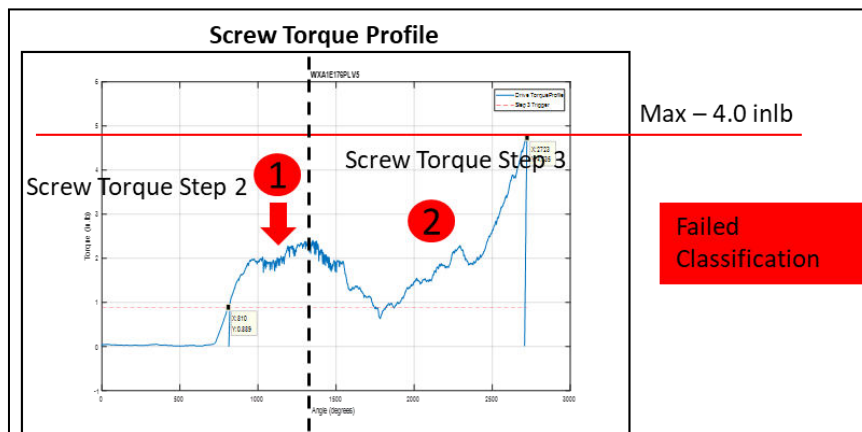 Screw Torque Profile
WXA1E176PLV5
Drive TorqueProfile
Step 3 Trigger
Max – 4.0 inlb
Screw Torque Step 3
Screw Torque Step 2
1
2
Failed
Classification
Torque (in.lb)
6
5
4
3
2
1
0
-1
X:2723
X:810
Y:0.889
0
500
1000
1500
2000
2500
3000
Angle (degrees)